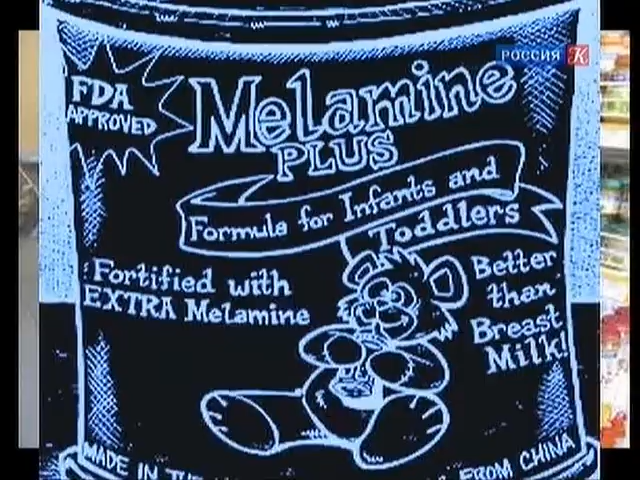 РОССИЯ К
FDA
APPROVED
Melamine
PLUS
Formula for Infants and
Toddlers
Fortified with
EXTRA Melamine
Better
than
Breast
Milk!
MADE IN
FROM CHINA